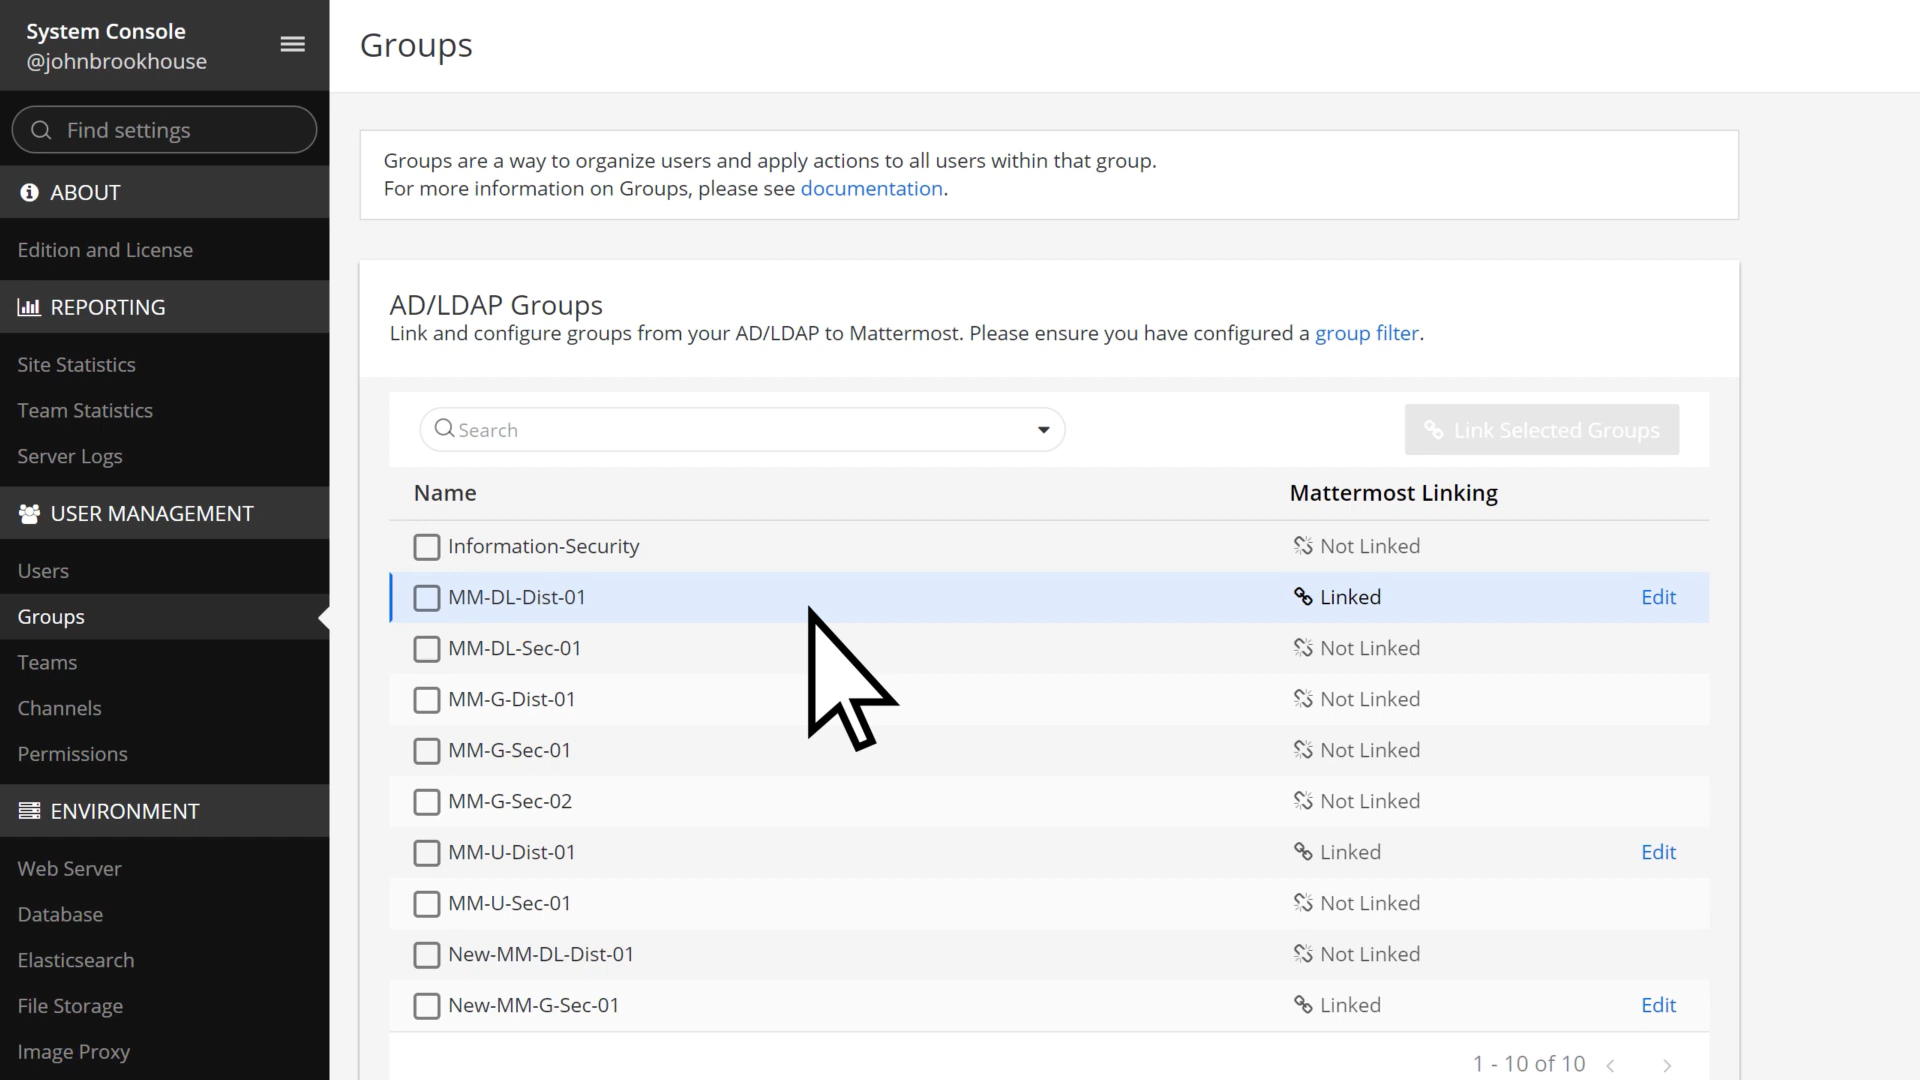 System Console
@johnbrookhouse
Find settings
ABOUT
Edition and License
REPORTING
Site Statistics
Team Statistics
Server Logs
USER MANAGEMENT
Users
Groups
Teams
Channels
Permissions
ENVIRONMENT
Web Server
Database
Elasticsearch
File Storage
Image Proxy
Groups
Groups are a way to organize users and apply actions to all users within that group.
For more information on Groups, please see documentation.
AD/LDAP Groups
Link and configure groups from your AD/LDAP to Mattermost. Please ensure you have configured a group filter.
Search
Link Selected Groups
Name Mattermost Linking
Information-Security Not Linked
MM-DL-Dist-01 Linked Edit
MM-DL-Sec-01 Not Linked
MM-G-Dist-01 Not Linked
MM-G-Sec-01 Not Linked
MM-G-Sec-02 Not Linked
MM-U-Dist-01 Linked Edit
MM-U-Sec-01 Not Linked
New-MM-DL-Dist-01 Not Linked
New-MM-G-Sec-01 Linked Edit
1 - 10 of 10